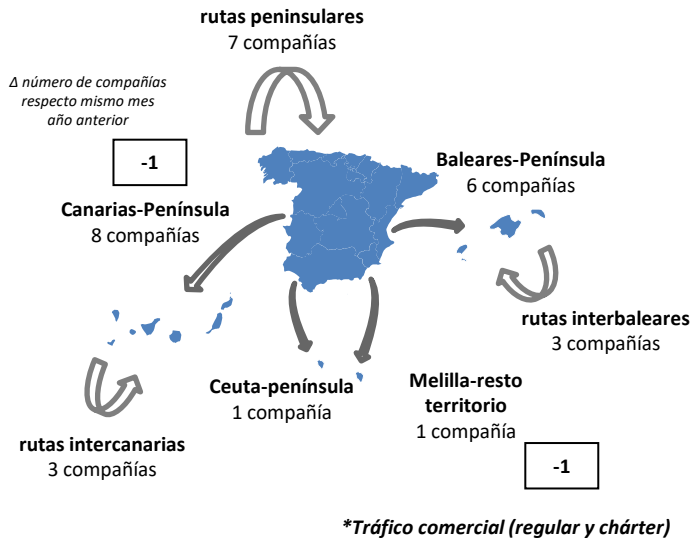 rutas peninsulares
7 compañías
Δ número de compañías
respecto mismo mes
año anterior
-1
Canarias-Península
8 compañías
Baleares-Península
6 compañías
rutas interbaleares
3 compañías
Ceuta-península
1 compañía
Melilla-resto
territorio
1 compañía
-1
rutas intercanarias
3 compañías
*Tráfico comercial (regular y chárter)